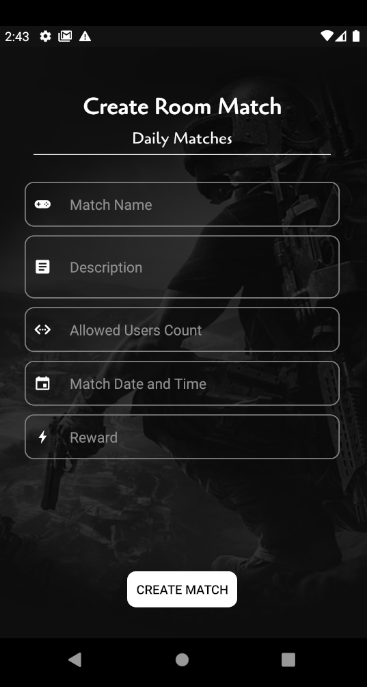 2:43
Create Room Match
Daily Matches
Match Name
Description
Allowed Users Count
Match Date and Time
Reward
CREATE MATCH